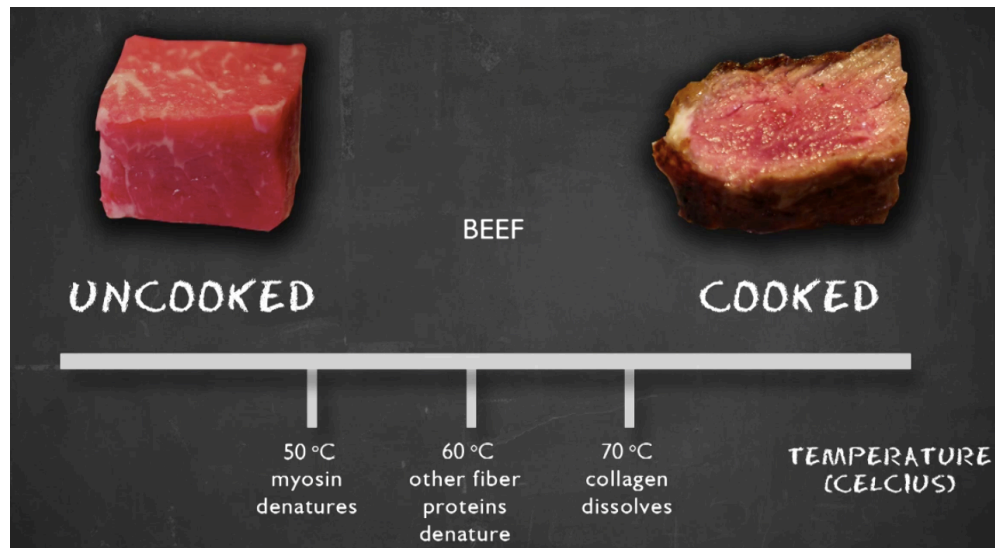 BEEF
UNCOOKED
COOKED
50 °C
myosin
denatures
60 °C
other fiber
proteins
denature
70 °C
collagen
dissolves
TEMPERATURE
(CELCIUS)